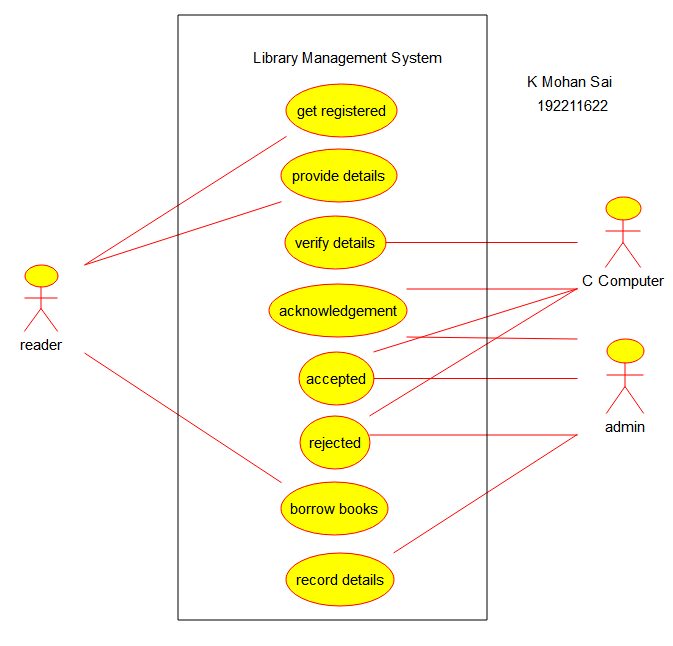 Library Management System
K Mohan Sai
192211622
get registered
provide details
verify details
C Computer
acknowledgement
reader
accepted
admin
rejected
borrow books
record details